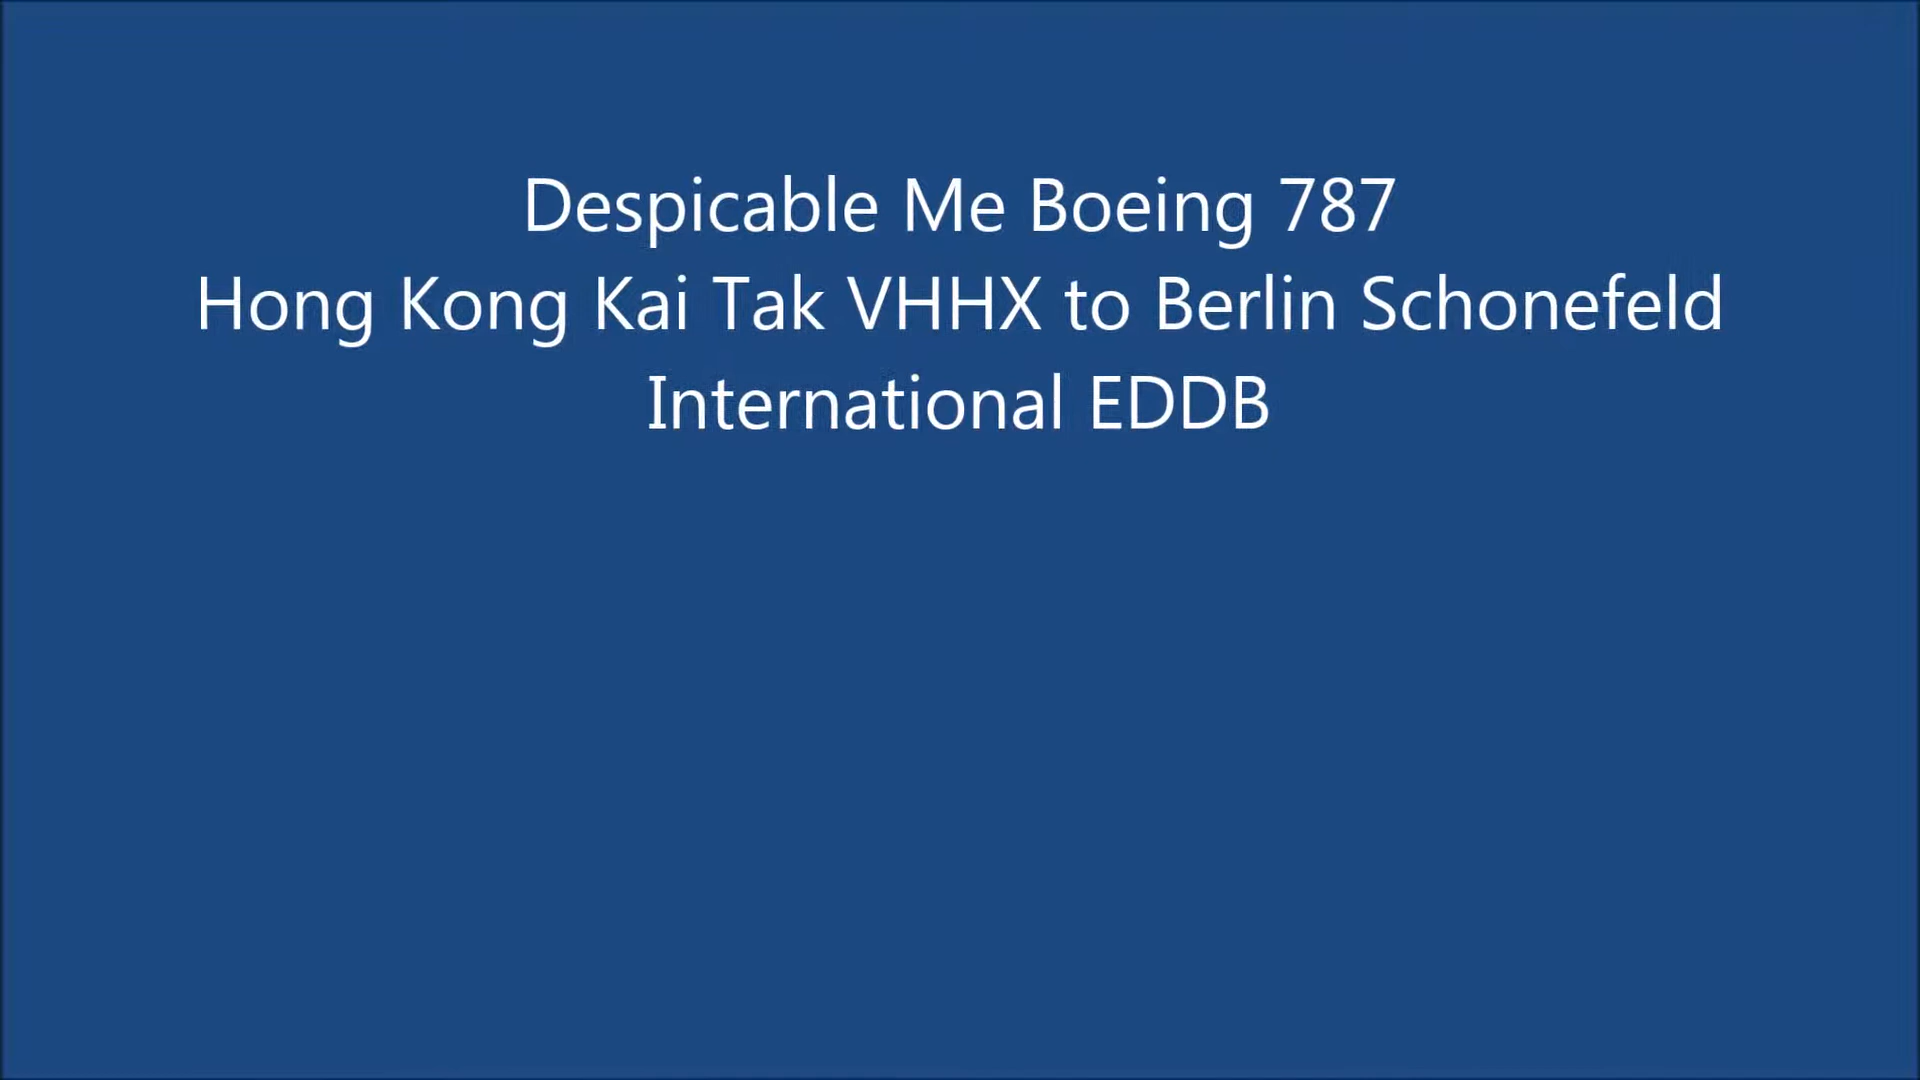 Despicable Me Boeing 787
Hong Kong Kai Tak VHHX to Berlin Schonefeld
International EDDB